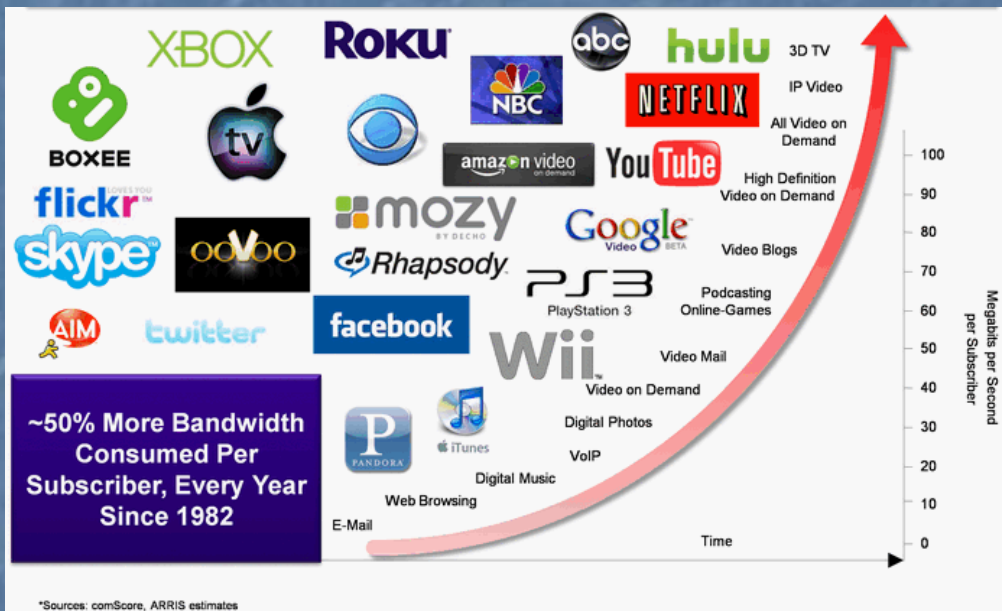 XBOX
ROKU
abc
hulu
3D TV
BOXEE
tv
NBC
NETFLIX
IP Video
All Video on
Demand
amazon video
on demand
You Tube
High Definition
Video on Demand
flickr LOVES YOU TM
mozy
BY DECHO
Google
Video BETA
Video Blogs
skype TM
ooVoo
Rhapsody
PS3
PlayStation 3
Podcasting
Online-Games
AIM
twitter
facebook
Wii TM
Video Mail
Video on Demand
~50% More Bandwidth
Consumed Per
Subscriber, Every Year
Since 1982
P
PANDORA
iTunes
Digital Photos
VoIP
Digital Music
Web Browsing
E-Mail
Time
100
90
80
70
60
50
40
30
20
10
0
Megabits per Second
per Subscriber
*Sources: comScore, ARRIS estimates